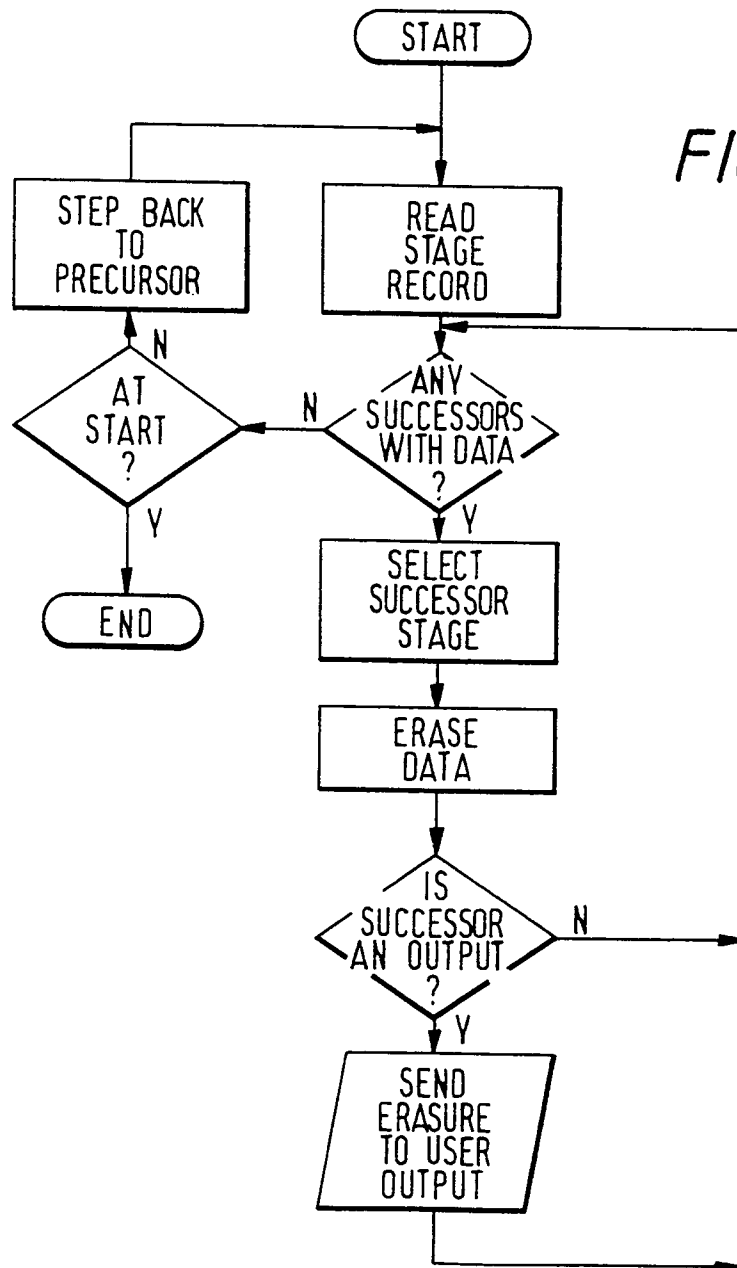 START
FI
STEP BACK
TO
PRECURSOR
READ
STAGE
RECORD
N
AT
START
?
N
ANY
SUCCESSORS
WITH DATA
?
Y
Y
SELECT
SUCCESSOR
STAGE
END
ERASE
DATA
IS
SUCCESSOR
AN OUTPUT
?
N
Y
SEND
ERASURE
TO USER
OUTPUT